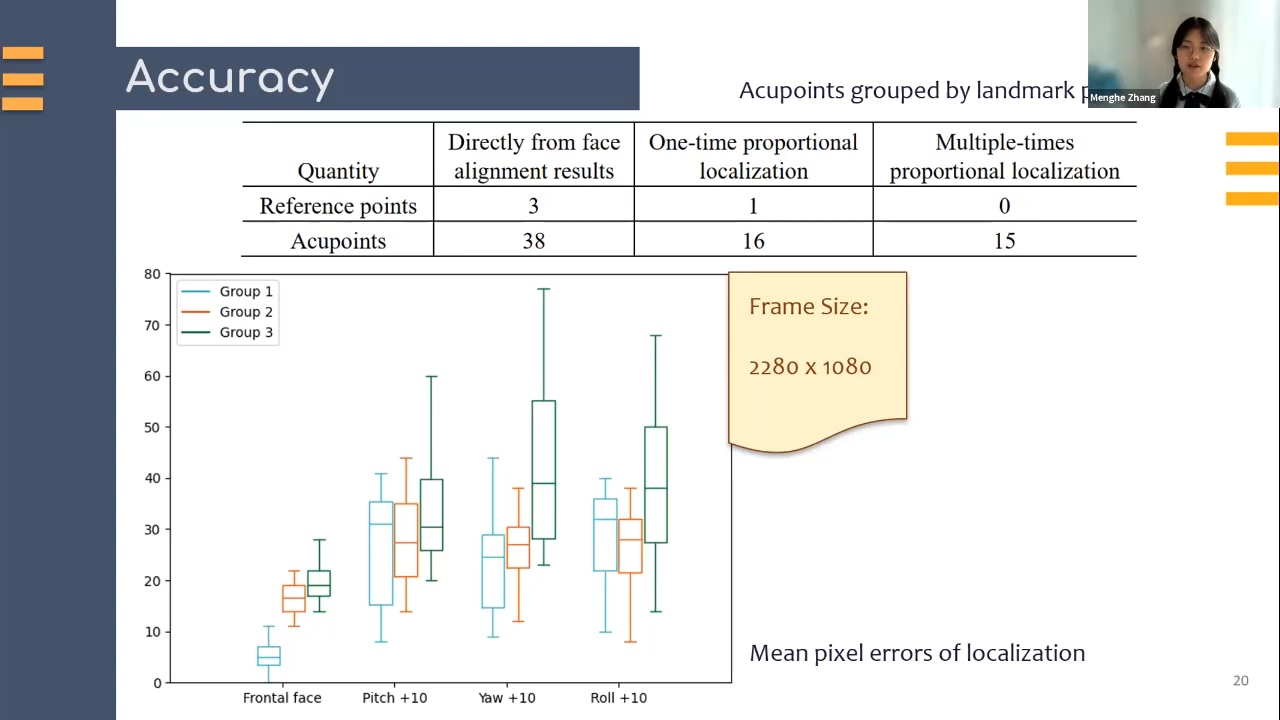 Accuracy
Acupoints grouped by landmark
Menghe Zhang
Quantity
Directly from face
alignment results
One-time proportional
localization
Multiple-times
proportional localization
Reference points 3 1 0
Acupoints 38 16 15
80
70
60
50
40
30
20
10
0
Group 1
Group 2
Group 3
Frontal face Pitch +10 Yaw +10 Roll +10
Frame Size:
2280 x 1080
Mean pixel errors of localization
20